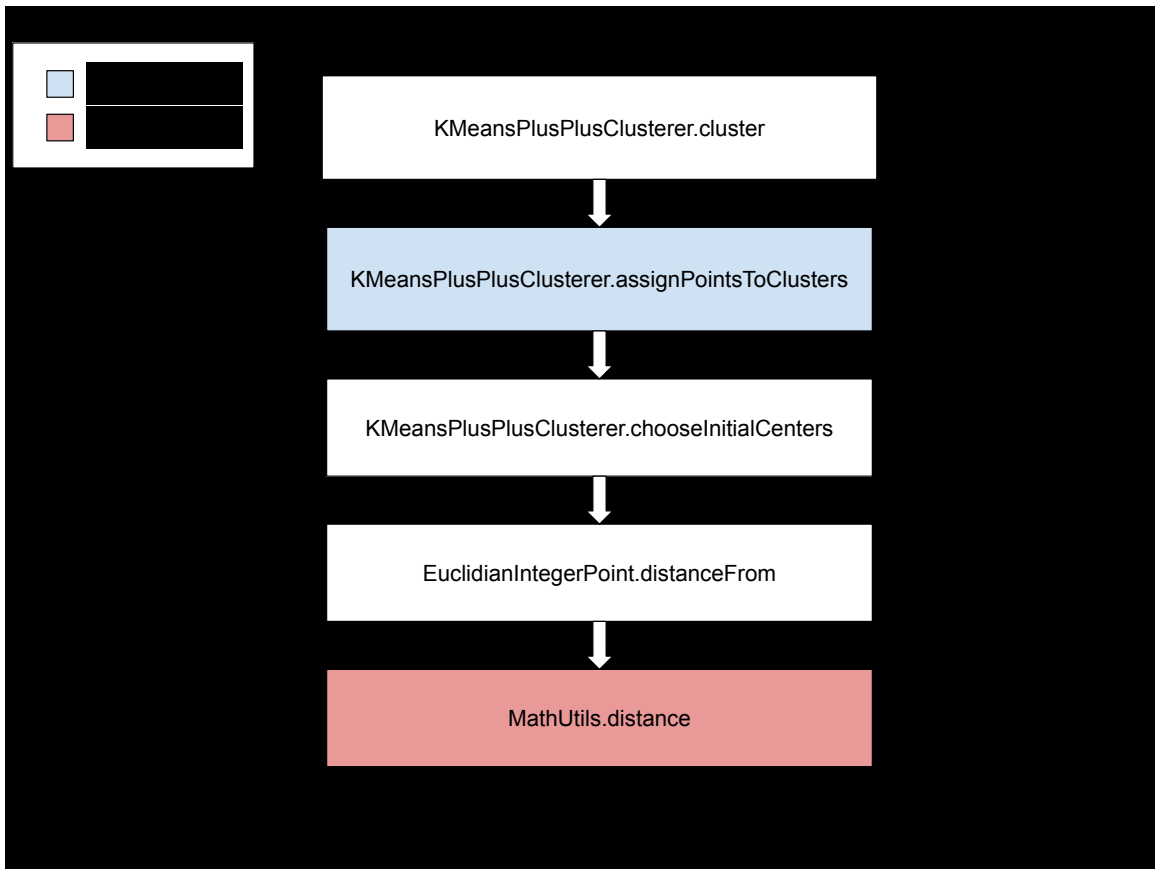 KMeansPlusPlusClusterer.cluster
KMeansPlusPlusClusterer.assignPointsToClusters
KMeansPlusPlusClusterer.chooseInitialCenters
EuclidianIntegerPoint.distanceFrom
MathUtils.distance